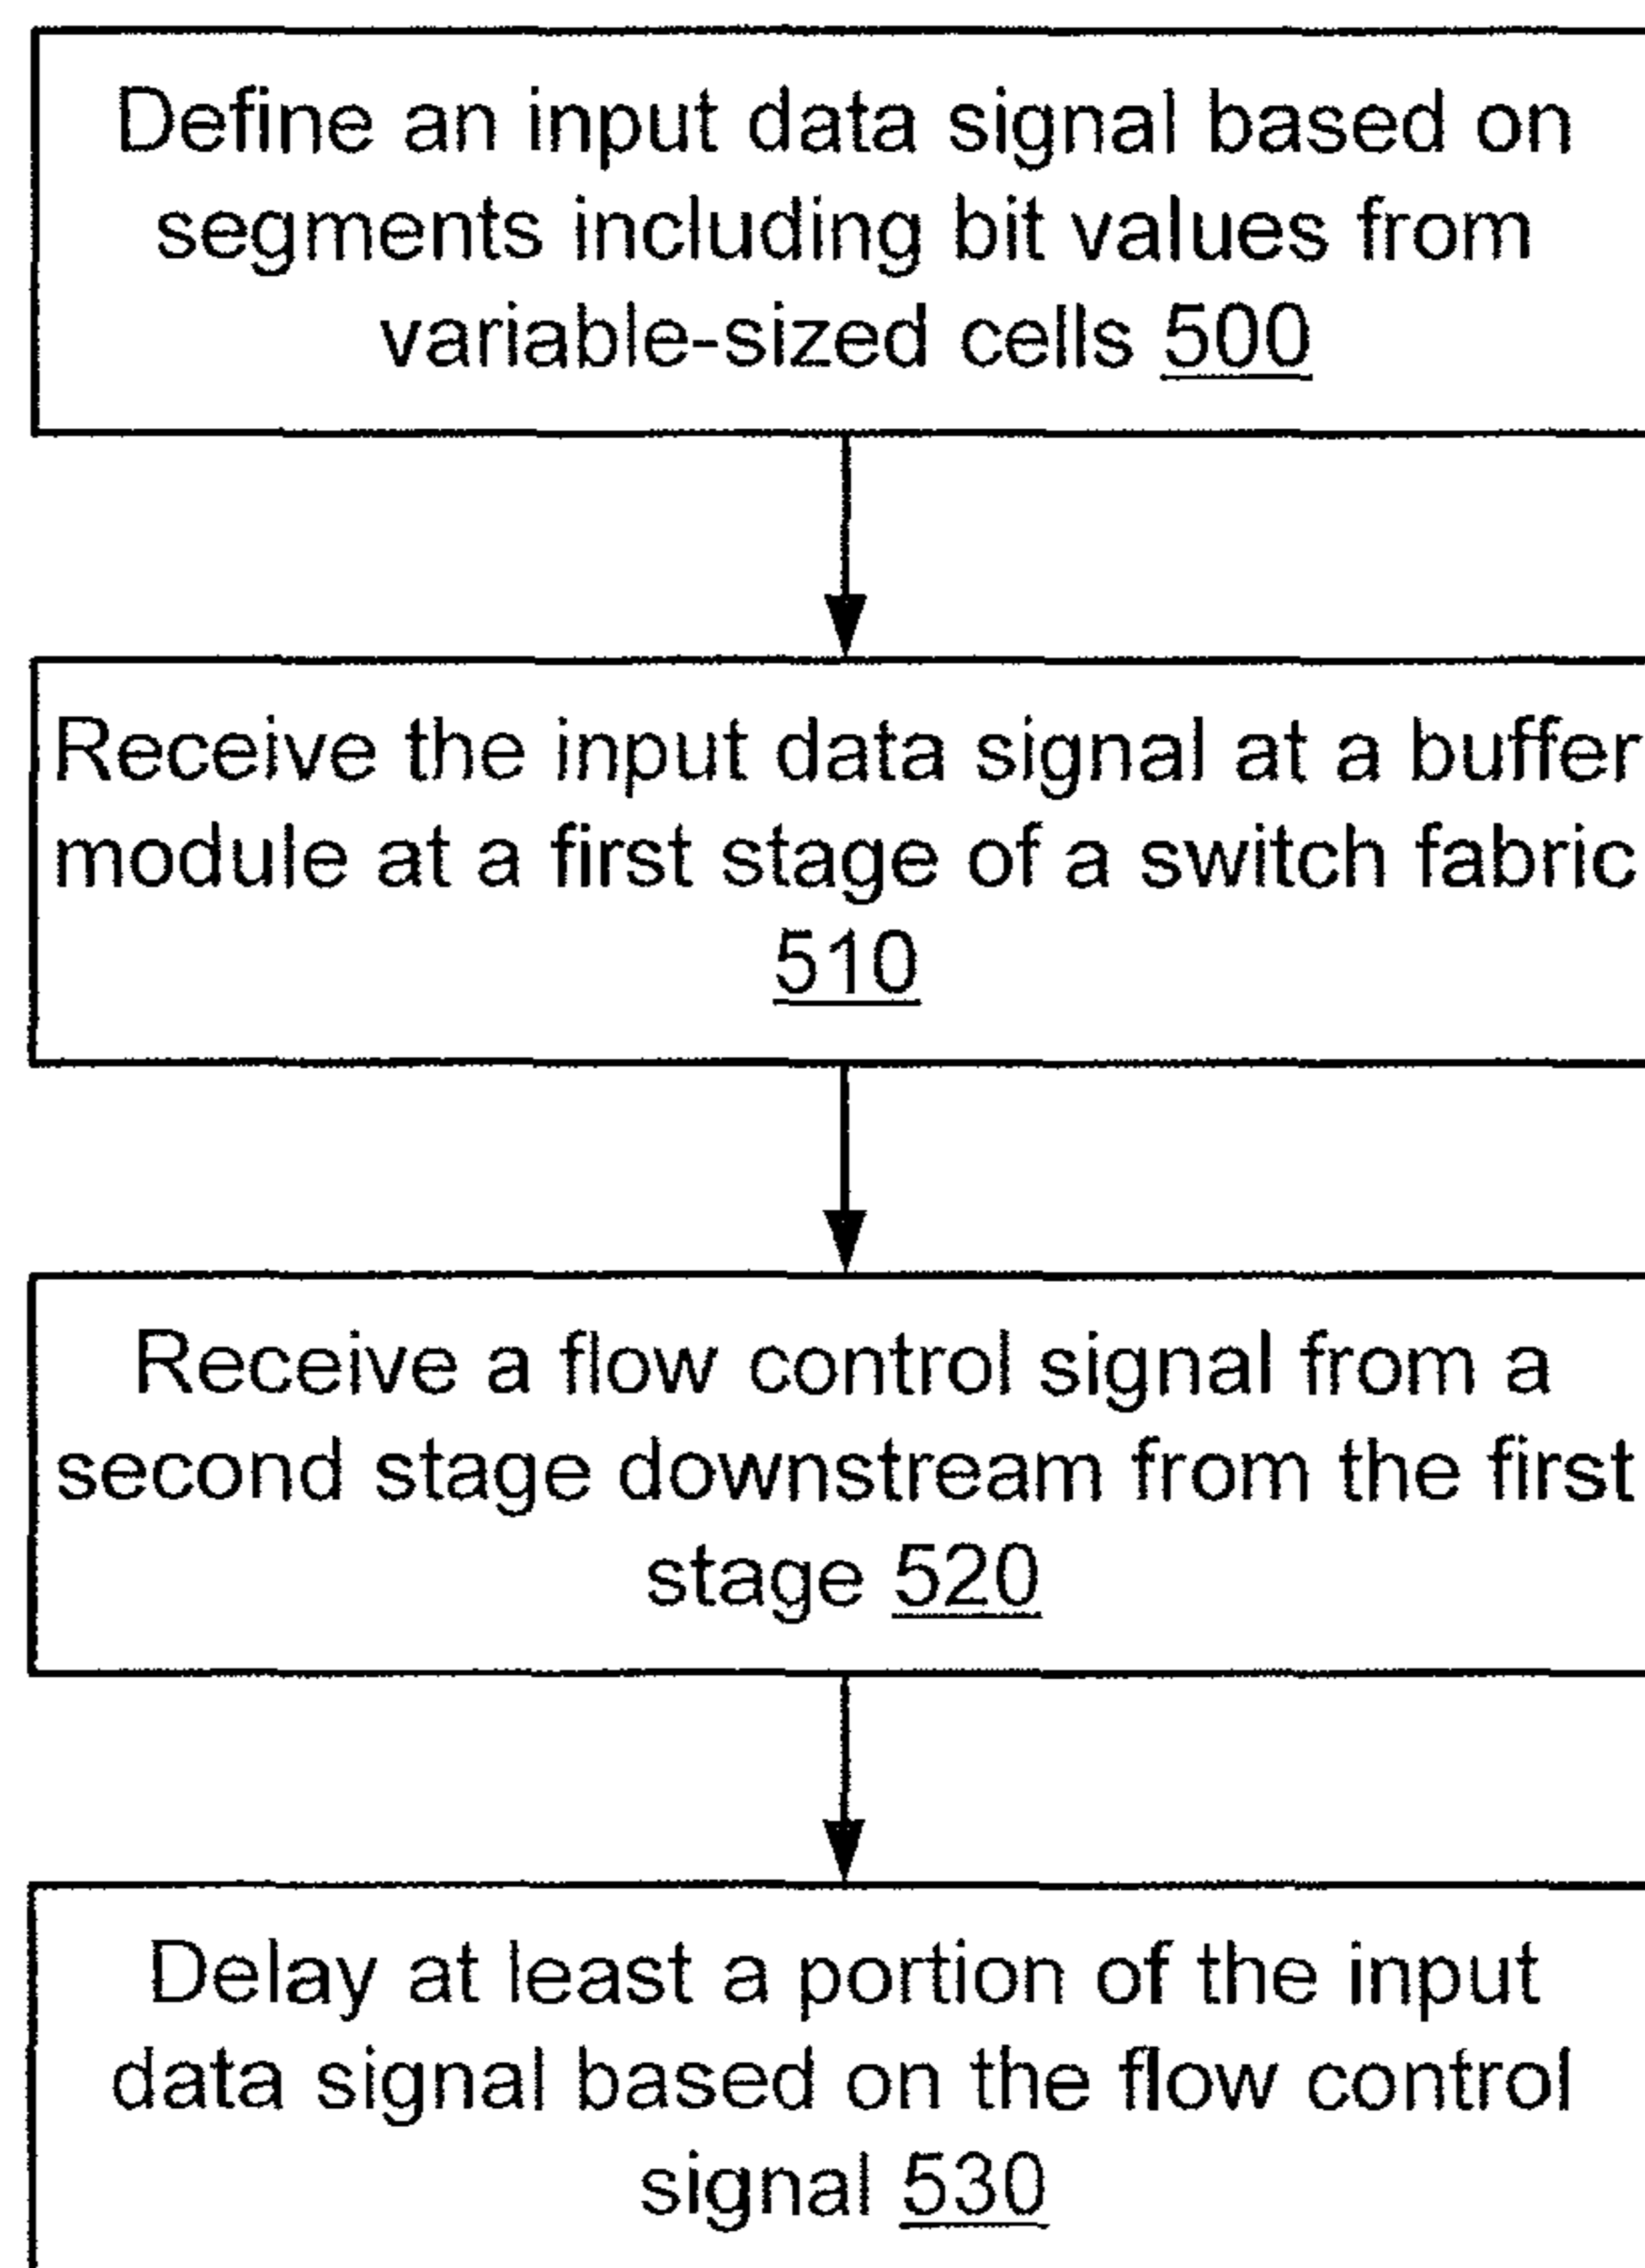 Define an input data signal based on
segments including bit values from
variable-sized cells 500
Receive the input data signal at a buffer
module at a first stage of a switch fabric
510
Receive a flow control signal from a
second stage downstream from the first
stage 520
Delay at least a portion of the input
data signal based on the flow control
signal 530